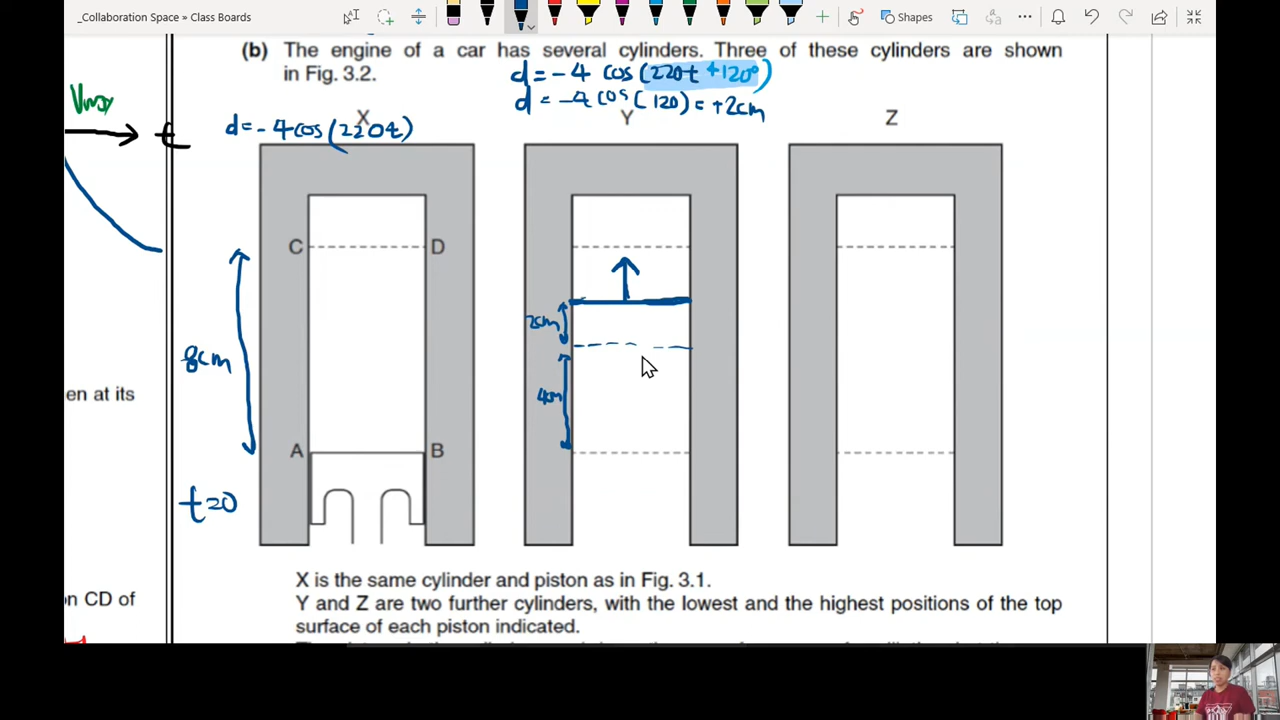 _Collaboration Space » Class Boards
Shapes
(b) The engine of a car has several cylinders. Three of these cylinders are shown
in Fig. 3.2.
d = -4 cos (220t +120°)
d = -4 cos (120) = +2cm
Vmax
t
d = -4cos(220t)
X
Y
Z
C
D
8cm
2cm
4cm
A
B
t=0
en at its
n CD of
X is the same cylinder and piston as in Fig. 3.1.
Y and Z are two further cylinders, with the lowest and the highest positions of the top
surface of each piston indicated.